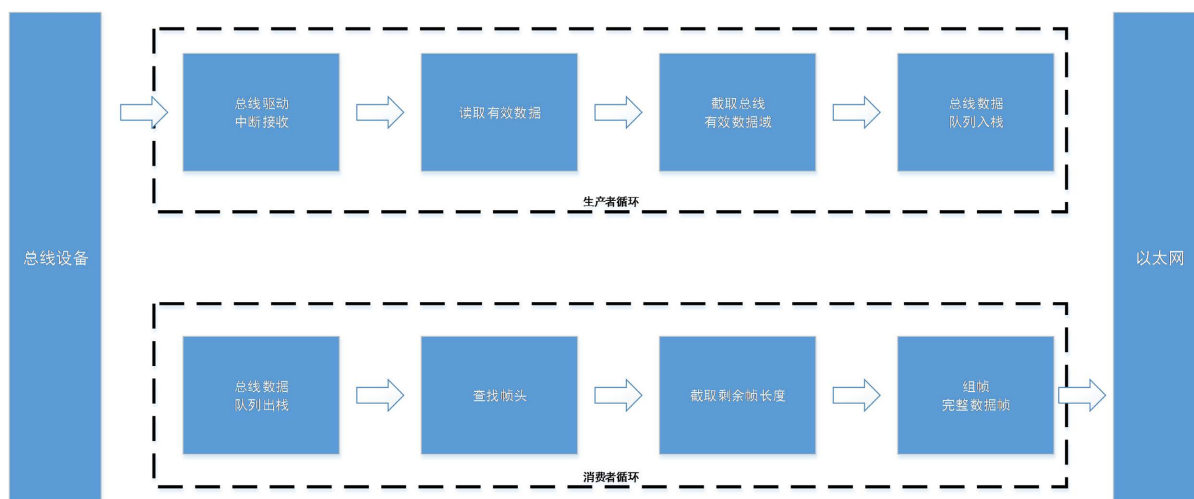 总线设备
总线驱动
中断接收
读取有效数据
截取总线
有效数据域
总线数据
队列入栈
生产者循环
总线数据
队列出栈
查找帧头
截取剩余帧长度
组帧
完整数据帧
消费者循环
以太网